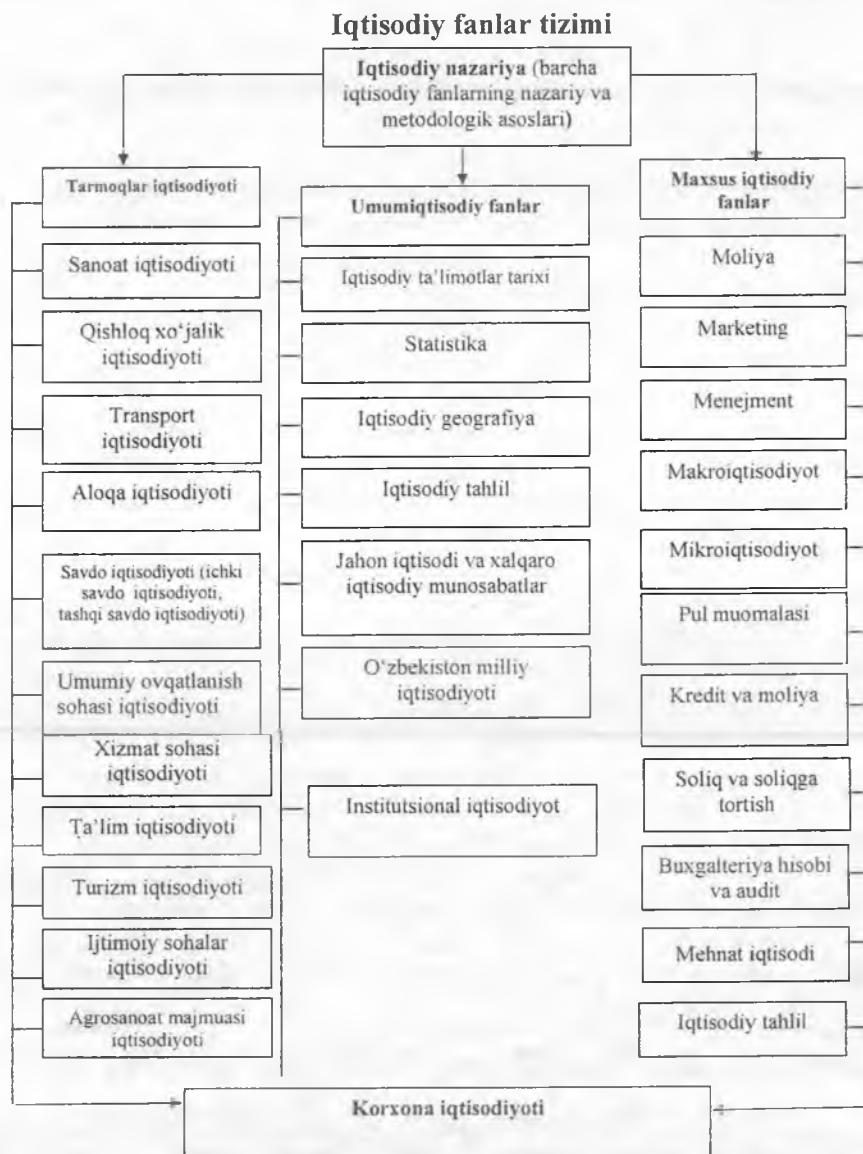 Iqtisodiy fanlar tizimi
Iqtisodiy nazariya (barcha
iqtisodiy fanlarning nazariy va
metodologik asoslari)
Tarmoqlar iqtisodiyoti
Sanoat iqtisodiyoti
Qishloq xo‘jalik
iqtisodiyoti
Transport
iqtisodiyoti
Aloqa iqtisodiyoti
Savdo iqtisodiyoti (ichki
savdo iqtisodiyoti,
tashqi savdo iqtisodiyoti)
Umumiy ovqatlanish
sohasi iqtisodiyoti
Xizmat sohasi
iqtisodiyoti
Ta’lim iqtisodiyoti
Turizm iqtisodiyoti
Ijtimoiy sohalar
iqtisodiyoti
Agrosanoat majmuasi
iqtisodiyoti
Umumiqtisodiy fanlar
Iqtisodiy ta’limotlar tarixi
Statistika
Iqtisodiy geografiya
Iqtisodiy tahlil
Jahon iqtisodi va xalqaro
iqtisodiy munosabatlar
O‘zbekiston milliy
iqtisodiyoti
Institutsional iqtisodiyot
Maxsus iqtisodiy
fanlar
Moliya
Marketing
Menejment
Makroiqtisodiyot
Mikroiqtisodiyot
Pul muomalasi
Kredit va moliya
Soliq va soliqga
tortish
Buxgalteriya hisobi
va audit
Mehnat iqtisodi
Iqtisodiy tahlil
Korxona iqtisodiyoti